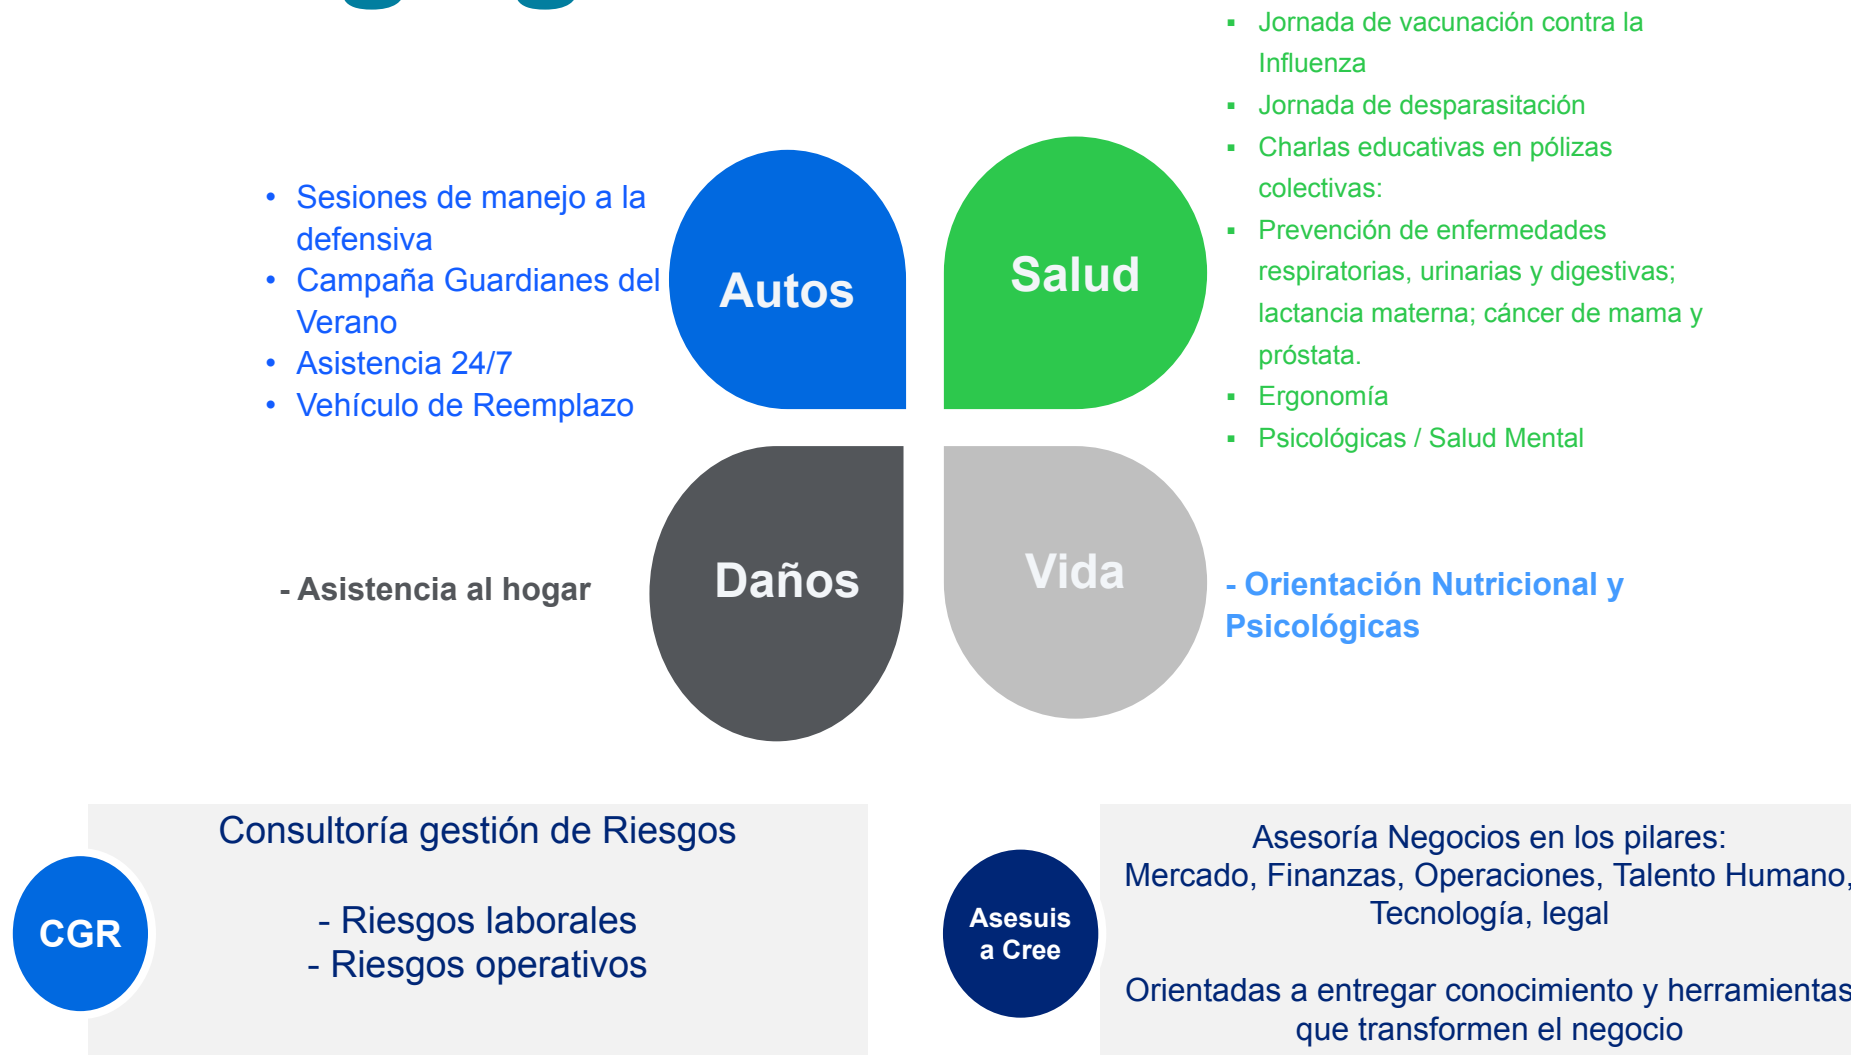 ▪ Jornada de vacunación contra la
Influenza
▪ Jornada de desparasitación
▪ Charlas educativas en pólizas
colectivas:
▪ Prevención de enfermedades
respiratorias, urinarias y digestivas;
lactancia materna; cáncer de mama y
próstata.
▪ Ergonomía
▪ Psicológicas / Salud Mental
• Sesiones de manejo a la
defensiva
• Campaña Guardianes del
Verano
• Asistencia 24/7
• Vehículo de Reemplazo
Autos
Salud
- Asistencia al hogar
Daños
Vida
- Orientación Nutricional y
Psicológicas
CGR
Consultoría gestión de Riesgos
- Riesgos laborales
- Riesgos operativos
Asesuis
a Cree
Asesoría Negocios en los pilares:
Mercado, Finanzas, Operaciones, Talento Humano,
Tecnología, legal
Orientadas a entregar conocimiento y herramientas
que transformen el negocio